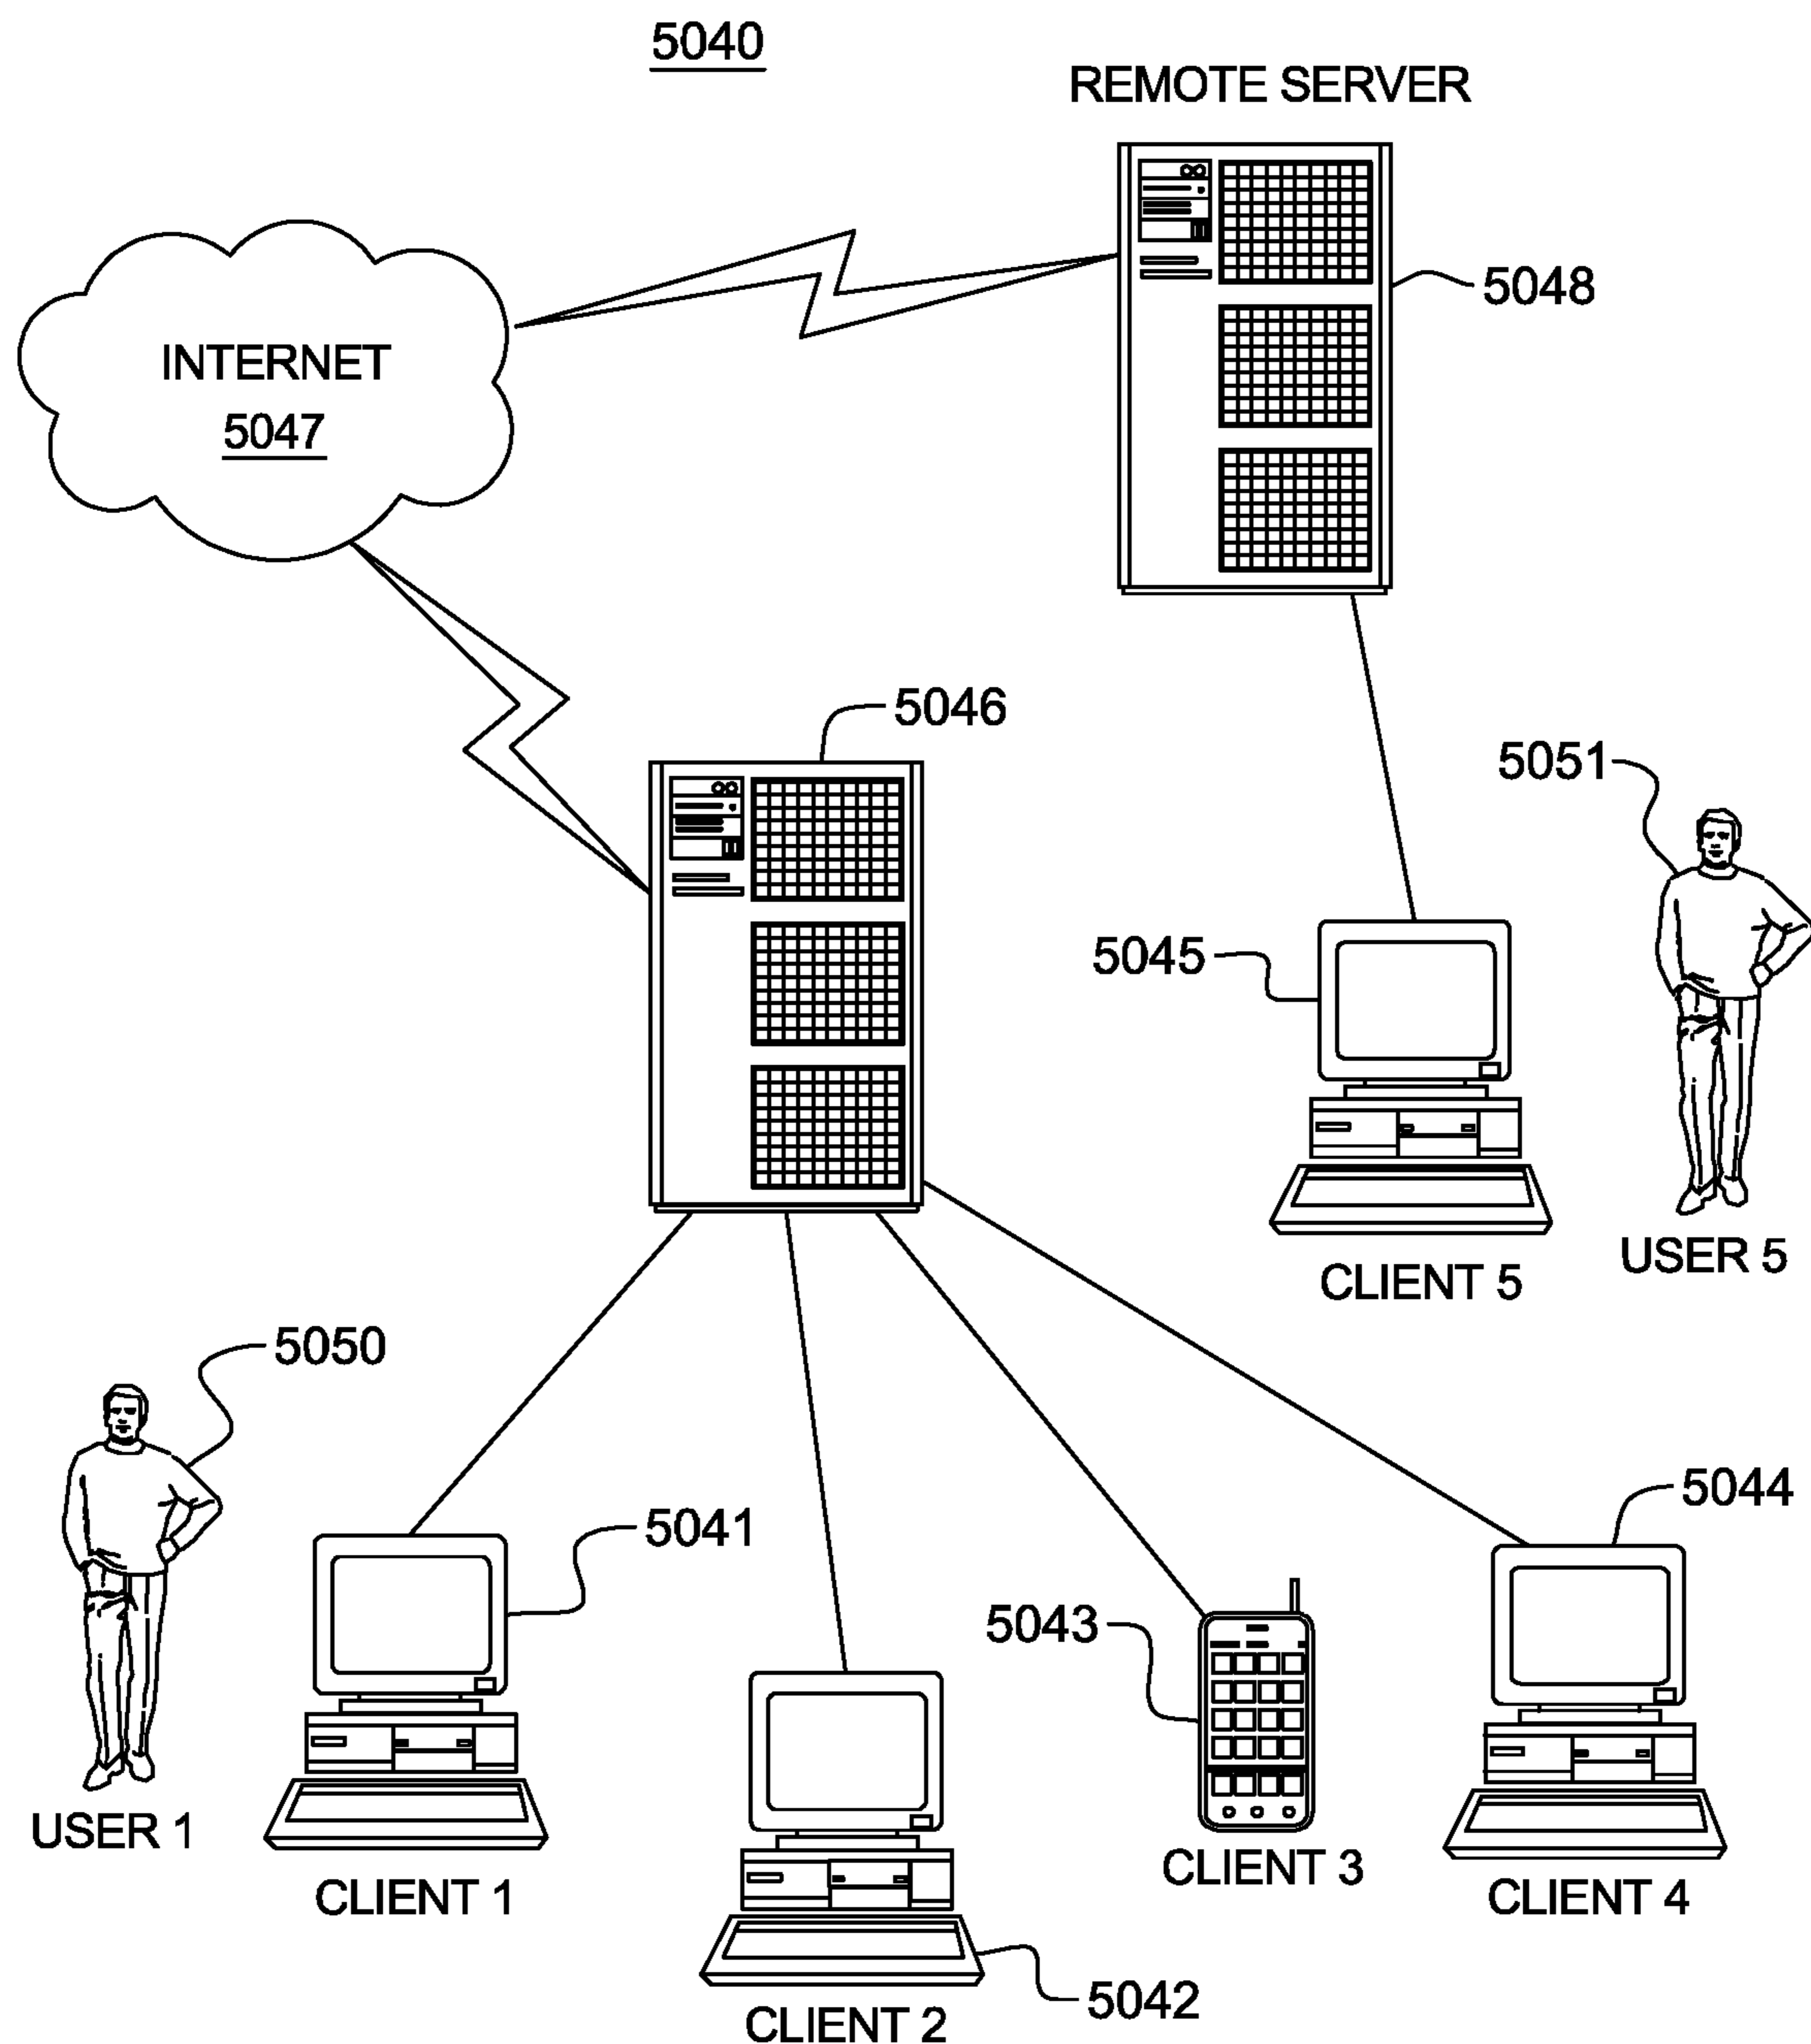 5040
REMOTE SERVER
5048
INTERNET
5047
5046
5051
5045
USER 5
CLIENT 5
5050
5041
5044
5043
USER 1
CLIENT 1
CLIENT 3
CLIENT 4
5042
CLIENT 2